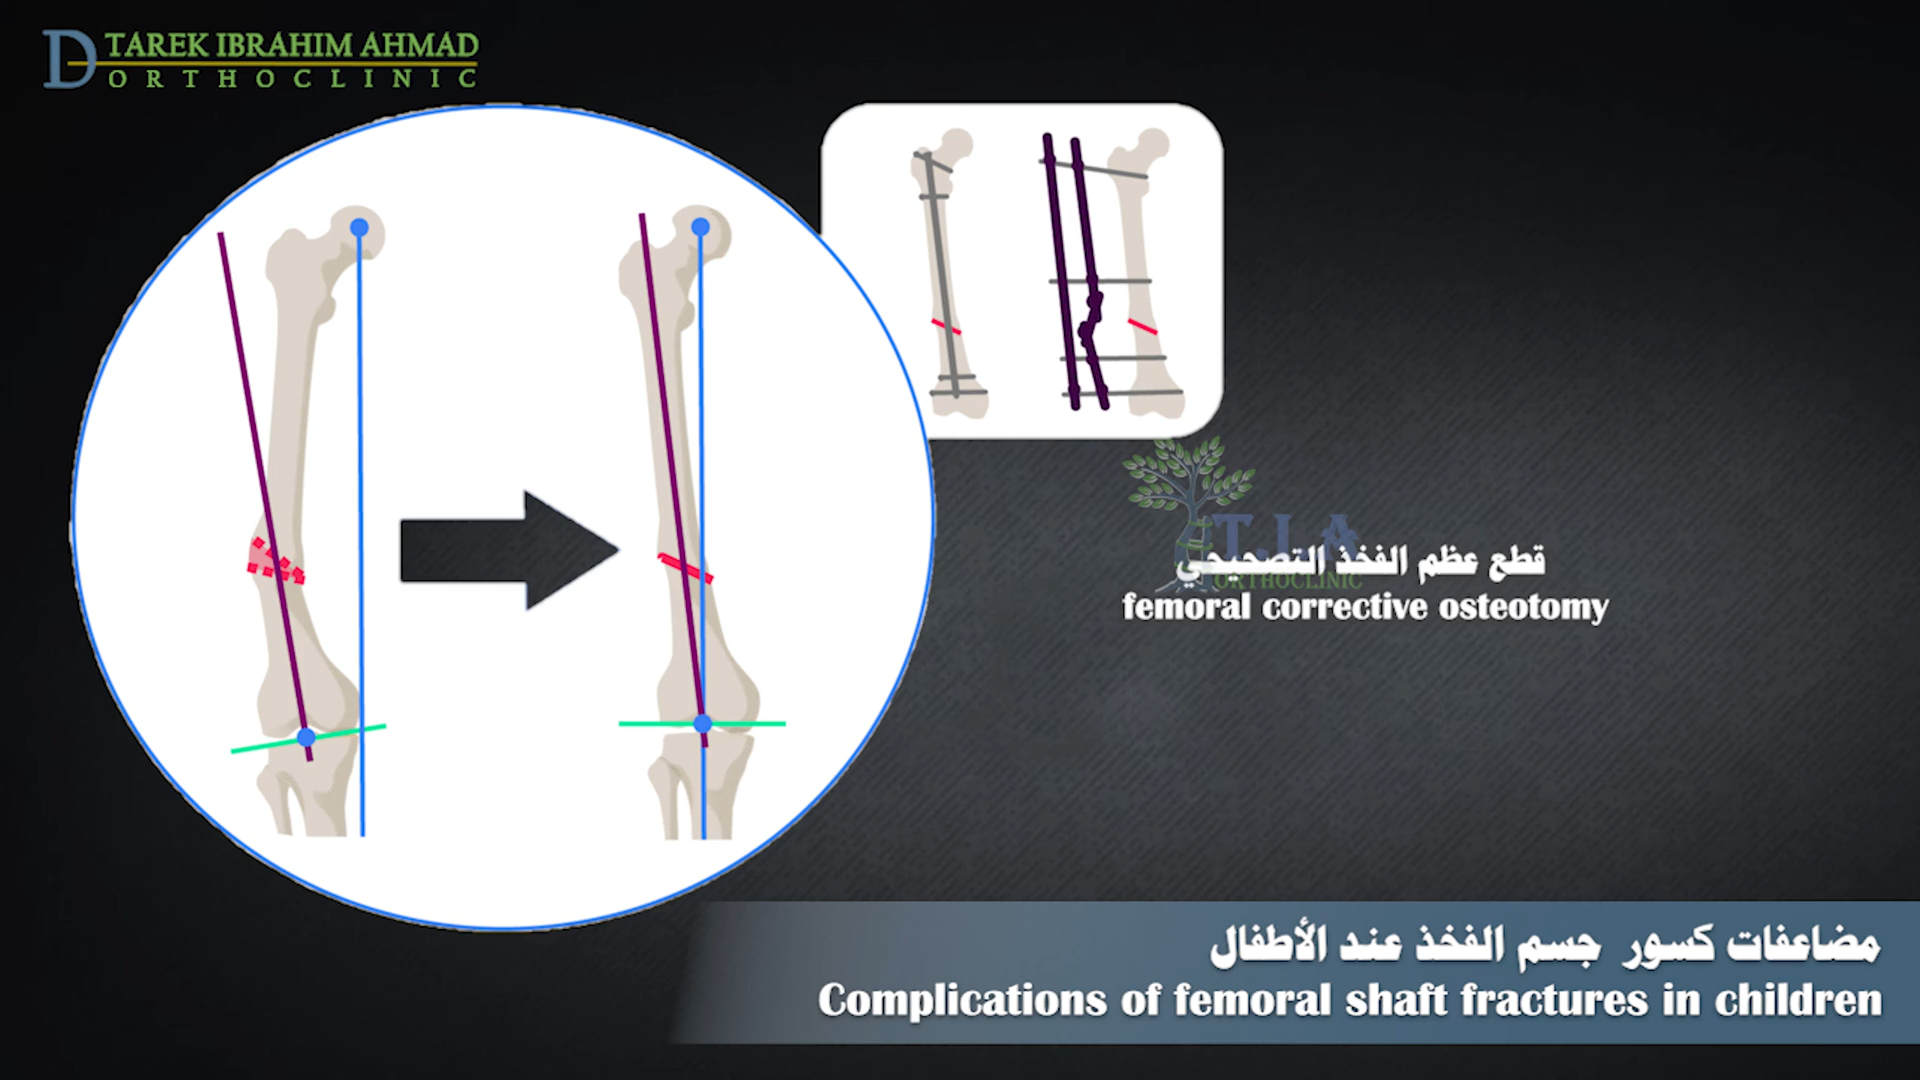 D TAREK IBRAHIM AHMAD
ORTHOCLINIC
T.I.A
ORTHOCLINIC
قطع عظم الفخذ التصحيحي
femoral corrective osteotomy
مضاعفات كسور جسم الفخذ عند الأطفال
Complications of femoral shaft fractures in children